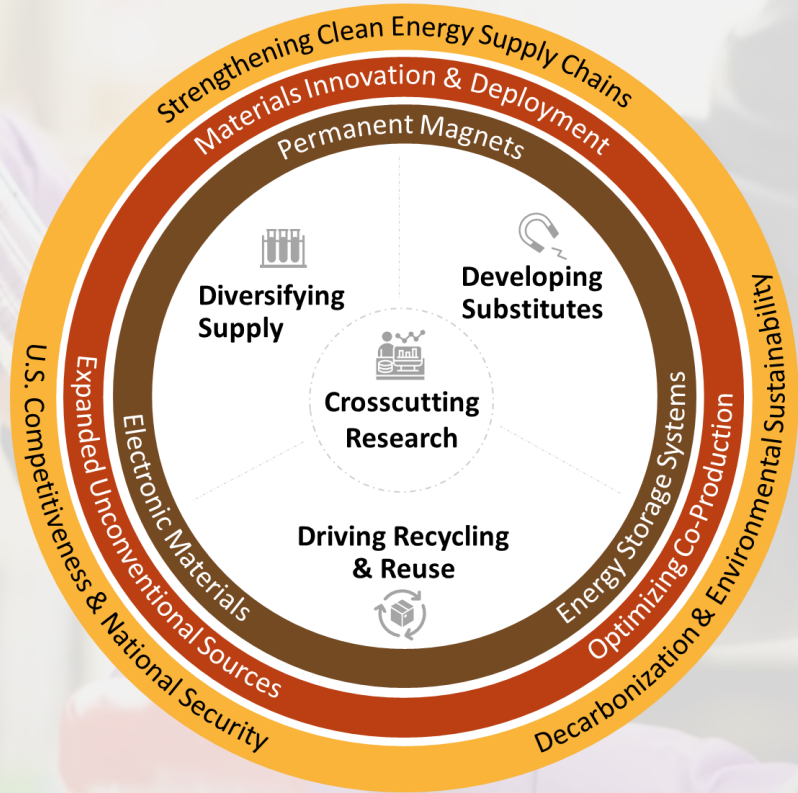 Strengthening Clean Energy Supply Chains
Materials Innovation & Deployment
Permanent Magnets
Diversifying
Supply
Developing
Substitutes
Crosscutting
Research
Driving Recycling
& Reuse
Electronic Materials
Energy Storage Systems
Expanded Unconventional Sources
Optimizing Co-Production
U.S. Competitiveness & National Security
Decarbonization & Environmental Sustainability